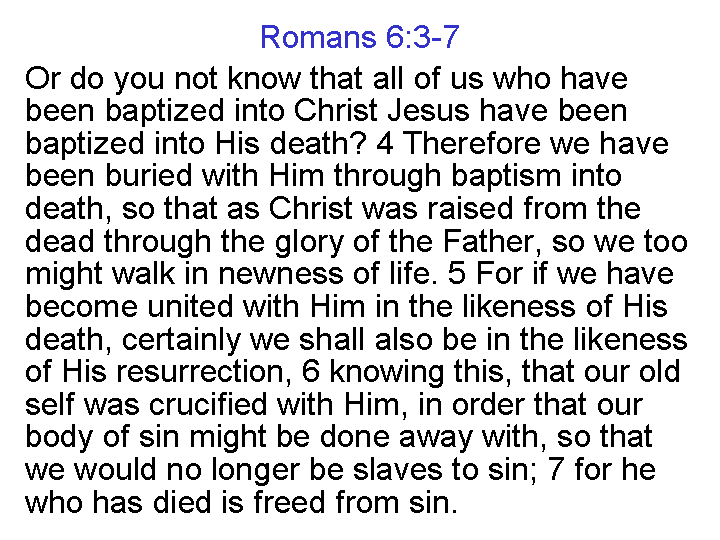 Romans 6:3-7
Or do you not know that all of us who have
been baptized into Christ Jesus have been
baptized into His death? 4 Therefore we have
been buried with Him through baptism into
death, so that as Christ was raised from the
dead through the glory of the Father, so we too
might walk in newness of life. 5 For if we have
become united with Him in the likeness of His
death, certainly we shall also be in the likeness
of His resurrection, 6 knowing this, that our old
self was crucified with Him, in order that our
body of sin might be done away with, so that
we would no longer be slaves to sin; 7 for he
who has died is freed from sin.